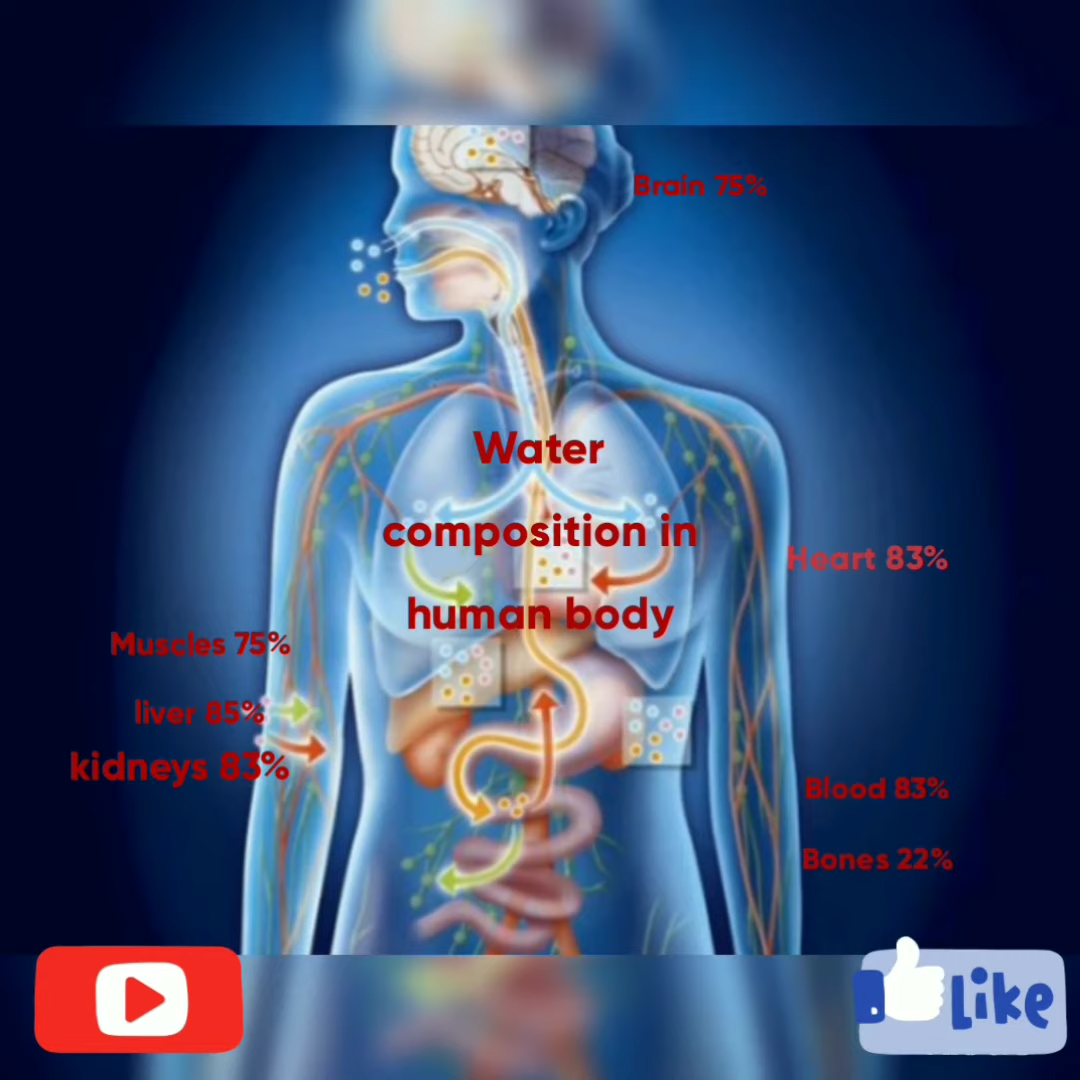 Brain 75%
Water
composition in
human body
Heart 83%
Muscles 75%
liver 85%
kidneys 83%
Blood 83%
Bones 22%
Like